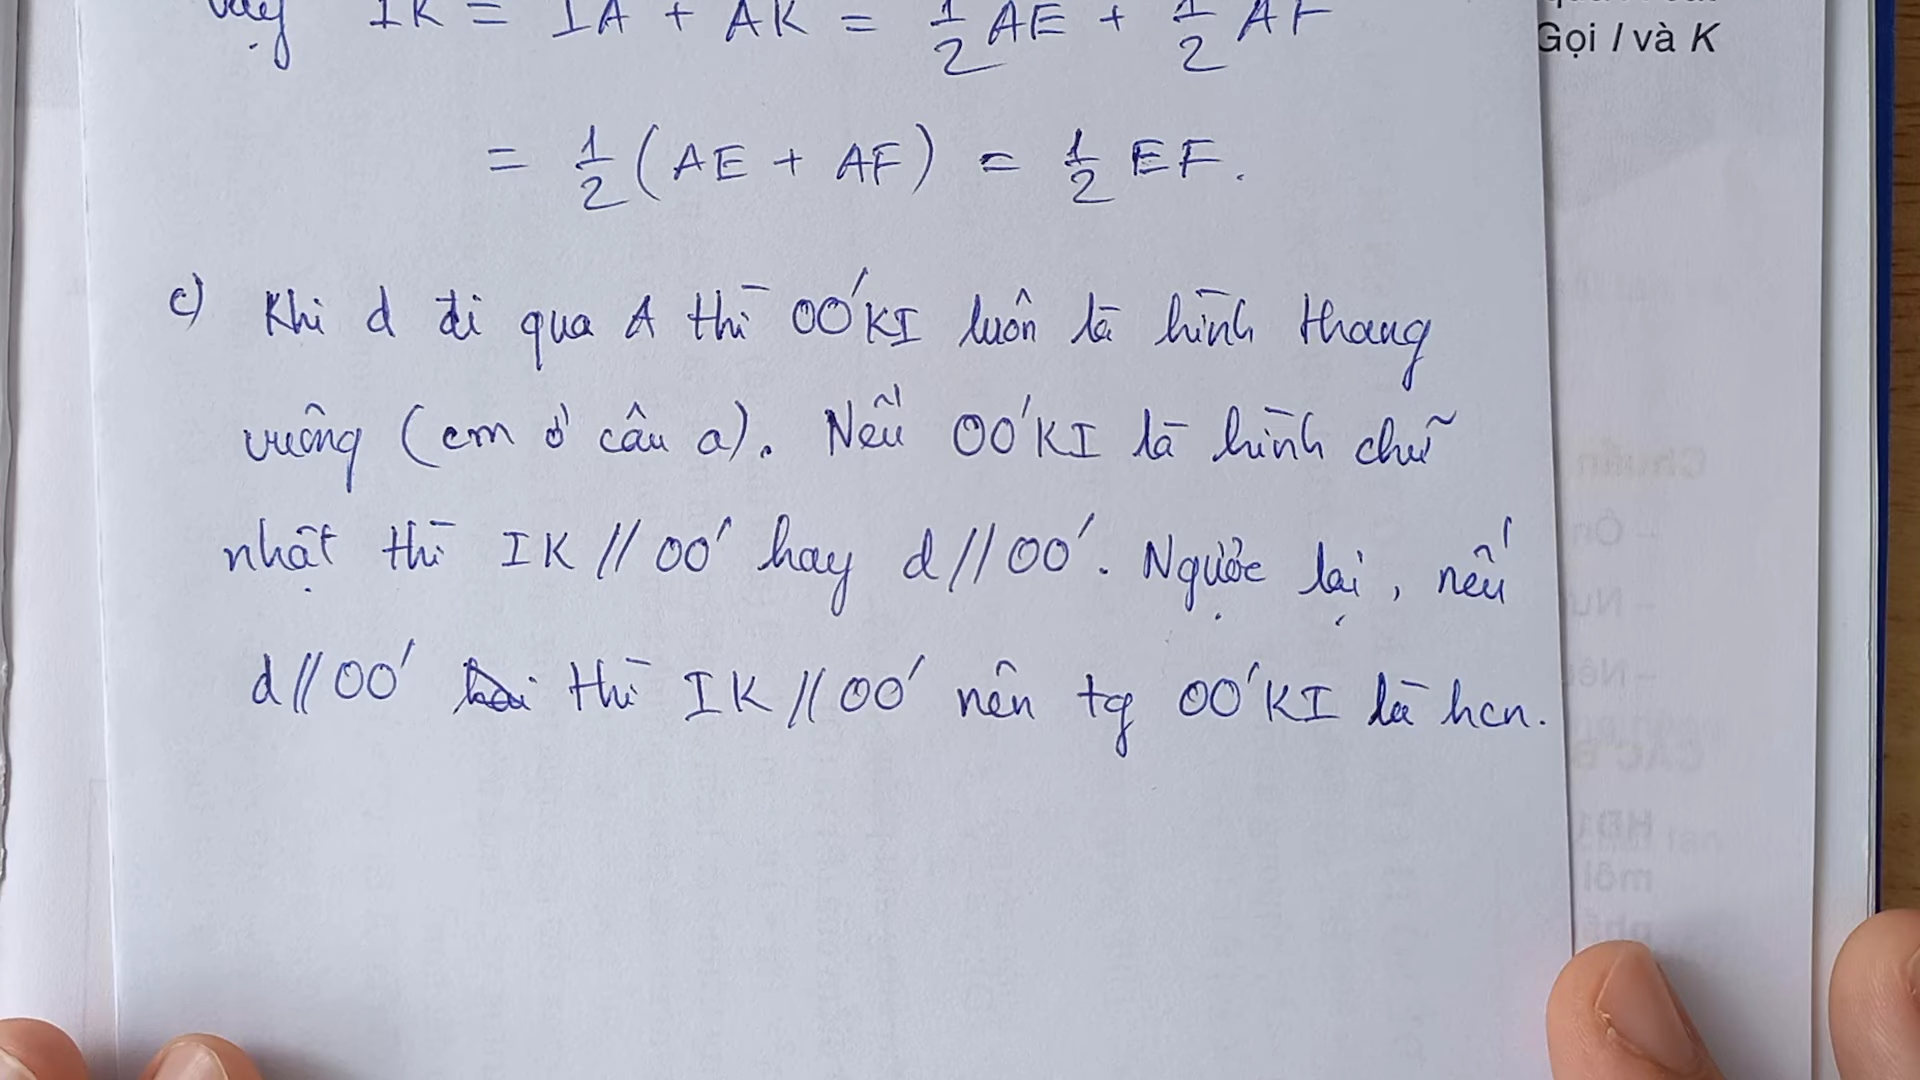 vậy IK = IA + AK = 1/2 AE + 1/2 AF
Gọi I và K
= 1/2 (AE + AF) = 1/2 EF.
c) Khi d đi qua A thì OO'KI luôn là hình thang
vuông (cm ở câu a). Nếu OO'KI là hình chữ
nhật thì IK // OO' hay d // OO'. Ngược lại, nếu
d // OO' thì IK // OO' nên tg OO'KI là hcn.